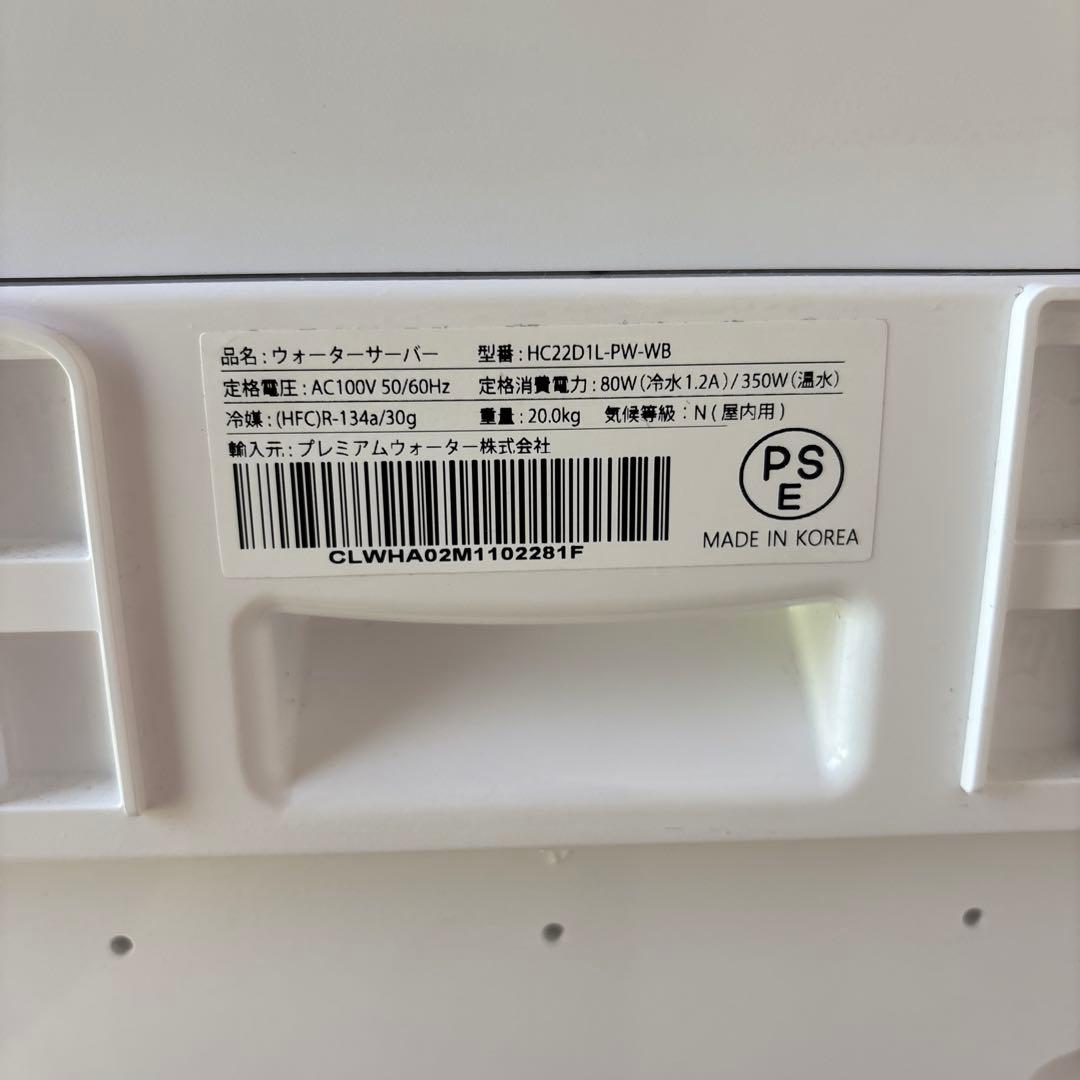 品名:ウォーターサーバー 型番:HC22D1L-PW-WB
定格電圧:AC100V 50/60Hz 定格消費電力:80W(冷水1.2A)/350W(温水)
冷媒:(HFC)R-134a/30g 重量:20.0kg 気候等級:N(屋内用)
輸入元:プレミアムウォーター株式会社
PS
E
CLWHA02M1102281F
MADE IN KOREA